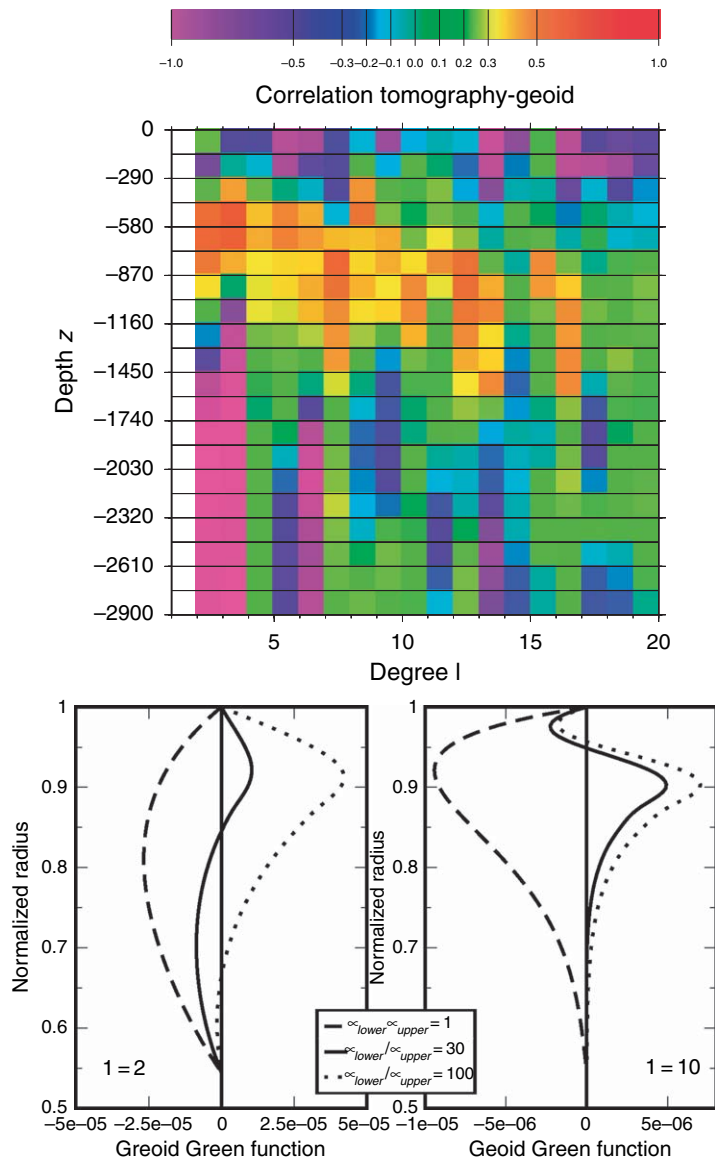 −1.0 −0.5 −0.3 −0.2 −0.1 0.0 0.2 0.3 0.5 1.0
Correlation tomography-geoid
0
−290
−580
−870
−1160
−1450
−1740
−2030
−2320
−2610
−2900
Depth z
5 10 15 20
Degree l
1
0.9
0.8
0.7
0.6
0.5
Normalized radius
1 = 2
−5e−05 −2.5e−05 0 2.5e−05 5e−05
Greoid Green function
∝lower∝upper = 1
∝lower/∝upper = 30
∝lower/∝upper = 100
1
0.9
0.8
0.7
0.6
0.5
Normalized radius
1 = 10
−1e−05 −5e−06 0 5e−06
Geoid Green function